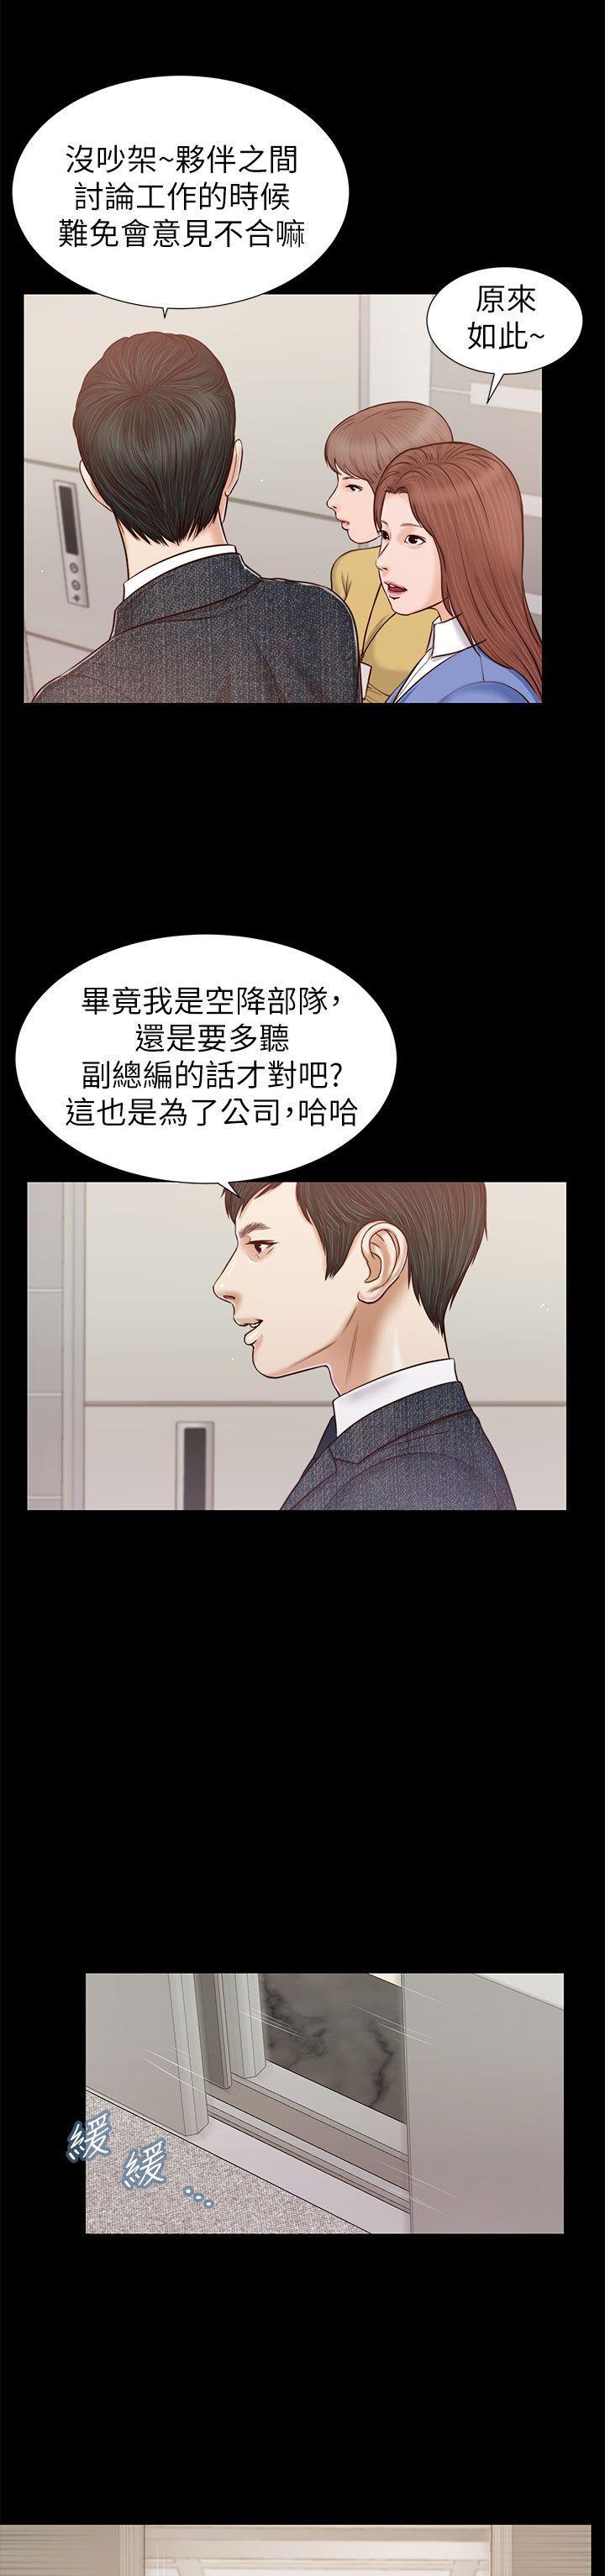 沒吵架~夥伴之間
討論工作的時候
難免會意見不合嘛
原來
如此~
畢竟我是空降部隊,
還是要多聽
副總編的話才對吧?
這也是為了公司,哈哈
緩
緩…